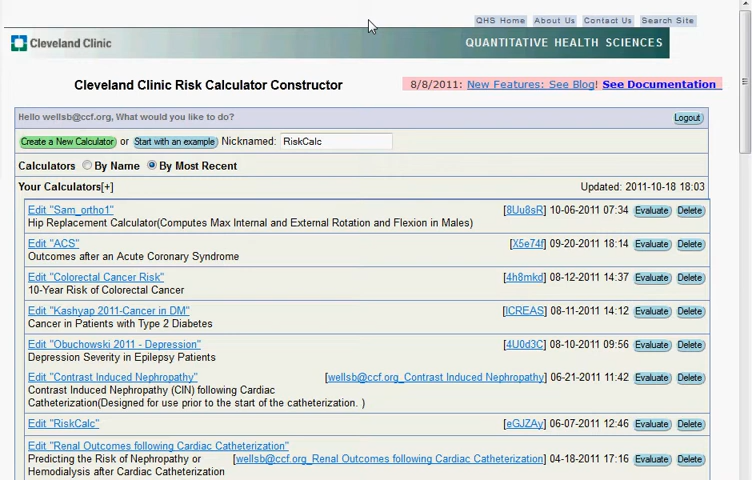 QHS Home About Us Contact Us Search Site
Cleveland Clinic QUANTITATIVE HEALTH SCIENCES
Cleveland Clinic Risk Calculator Constructor 8/8/2011: New Features: See Blog! See Documentation
Hello wellsb@ccf.org, What would you like to do? Logout
Create a New Calculator or Start with an example Nicknamed: RiskCalc
Calculators By Name By Most Recent
Your Calculators[+] Updated: 2011-10-18 18:03
Edit "Sam_ortho1" [8Uu8sR] 10-06-2011 07:34 Evaluate Delete
Hip Replacement Calculator(Computes Max Internal and External Rotation and Flexion in Males)
Edit "ACS" [X5e74f] 09-20-2011 18:14 Evaluate Delete
Outcomes after an Acute Coronary Syndrome
Edit "Colorectal Cancer Risk" [4h8mkd] 08-12-2011 14:37 Evaluate Delete
10-Year Risk of Colorectal Cancer
Edit "Kashyap 2011-Cancer in DM" [ICREAS] 08-11-2011 14:12 Evaluate Delete
Cancer in Patients with Type 2 Diabetes
Edit "Obuchowski 2011 - Depression" [4U0d3C] 08-10-2011 09:56 Evaluate Delete
Depression Severity in Epilepsy Patients
Edit "Contrast Induced Nephropathy" [wellsb@ccf.org_Contrast Induced Nephropathy] 06-21-2011 11:42 Evaluate Delete
Contrast Induced Nephropathy (CIN) following Cardiac
Catheterization(Designed for use prior to the start of the catheterization. )
Edit "RiskCalc" [eGJZAy] 06-07-2011 12:46 Evaluate Delete
Edit "Renal Outcomes following Cardiac Catheterization"
Predicting the Risk of Nephropathy or [wellsb@ccf.org_Renal Outcomes following Cardiac Catheterization] 04-18-2011 17:16 Evaluate Delete
Hemodialysis after Cardiac Catheterization